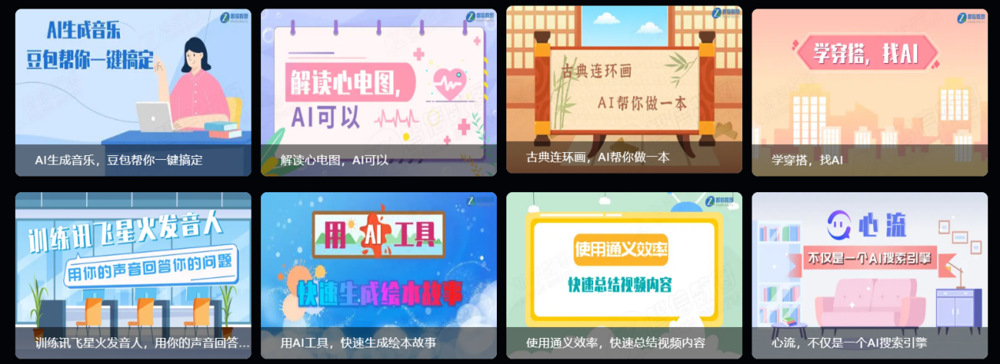 AI生成音乐
豆包帮你一键搞定
AI生成音乐，豆包帮你一键搞定
解读心电图，
AI可以
解读心电图，AI可以
古典连环画
AI帮你做一本
古典连环画，AI帮你做一本
学穿搭，找AI
学穿搭，找AI
训练讯飞星火发音人
用你的声音回答你的问题
训练讯飞星火发音人，用你的声音回答...
用AI工具
快速生成绘本故事
用AI工具，快速生成绘本故事
使用通义效率
快速总结视频内容
使用通义效率，快速总结视频内容
心流
不仅是一个AI搜索引擎
心流，不仅是一个AI搜索引擎